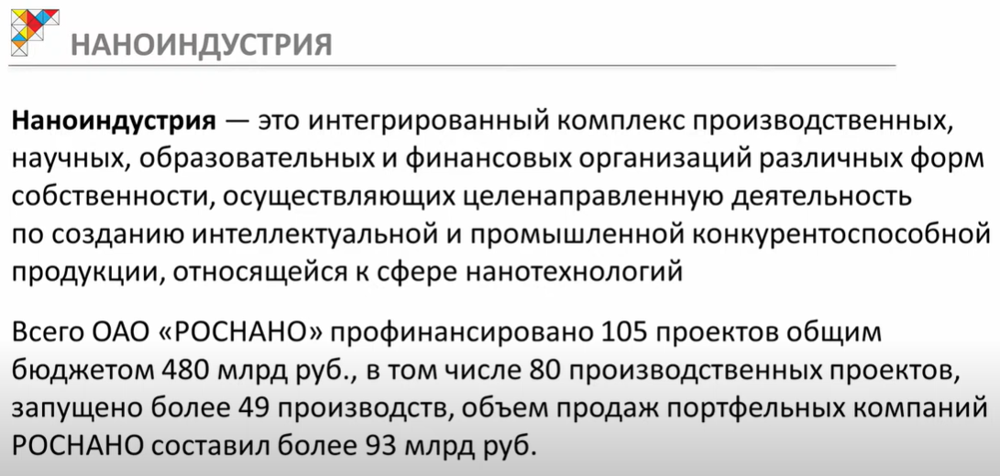 НАНОИНДУСТРИЯ
Наноиндустрия — это интегрированный комплекс производственных,
научных, образовательных и финансовых организаций различных форм
собственности, осуществляющих целенаправленную деятельность
по созданию интеллектуальной и промышленной конкурентоспособной
продукции, относящейся к сфере нанотехнологий
Всего ОАО «РОСНАНО» профинансировано 105 проектов общим
бюджетом 480 млрд руб., в том числе 80 производственных проектов,
запущено более 49 производств, объем продаж портфельных компаний
РОСНАНО составил более 93 млрд руб.